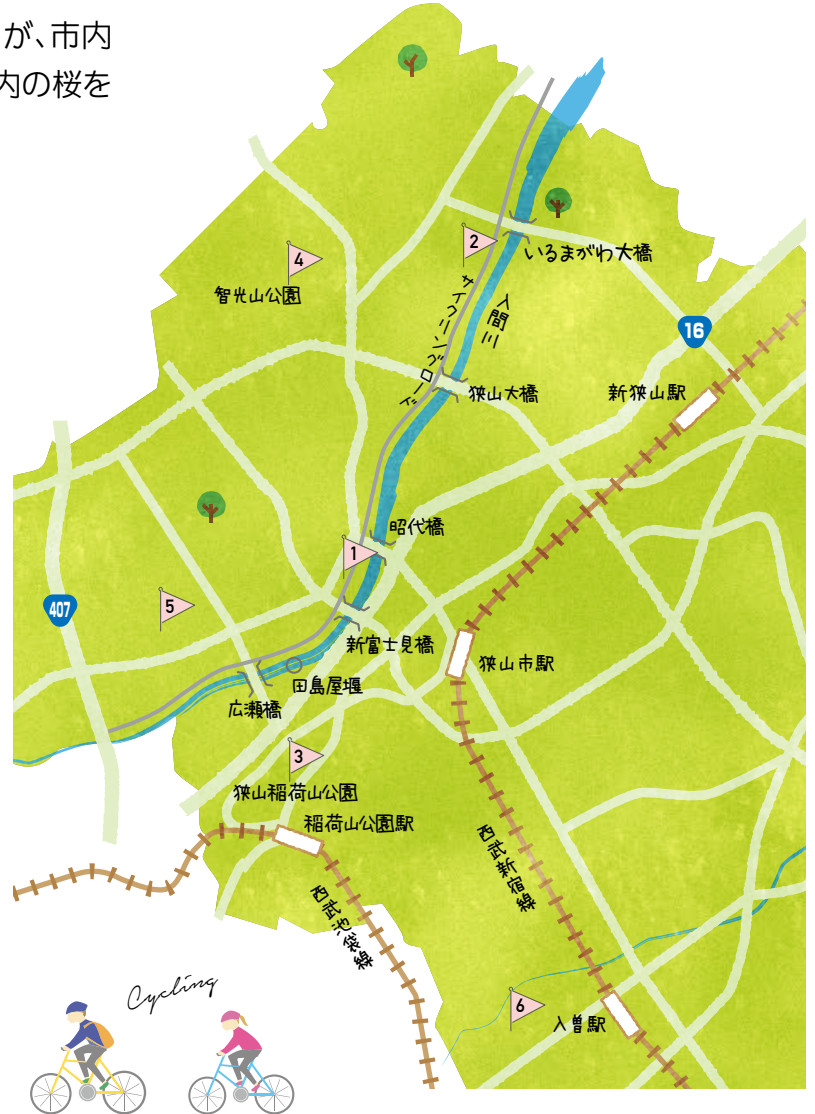 が、市内
内の桜を
2
いるまがわ大橋
4
智光山公園
サイクリングロード
入間川
16
狭山大橋
新狭山駅
昭代橋
1
5
407
新富士見橋
狭山市駅
田島屋堰
広瀬橋
3
狭山稲荷山公園
稲荷山公園駅
西武新宿線
西武池袋線
Cycling
6
入曽駅